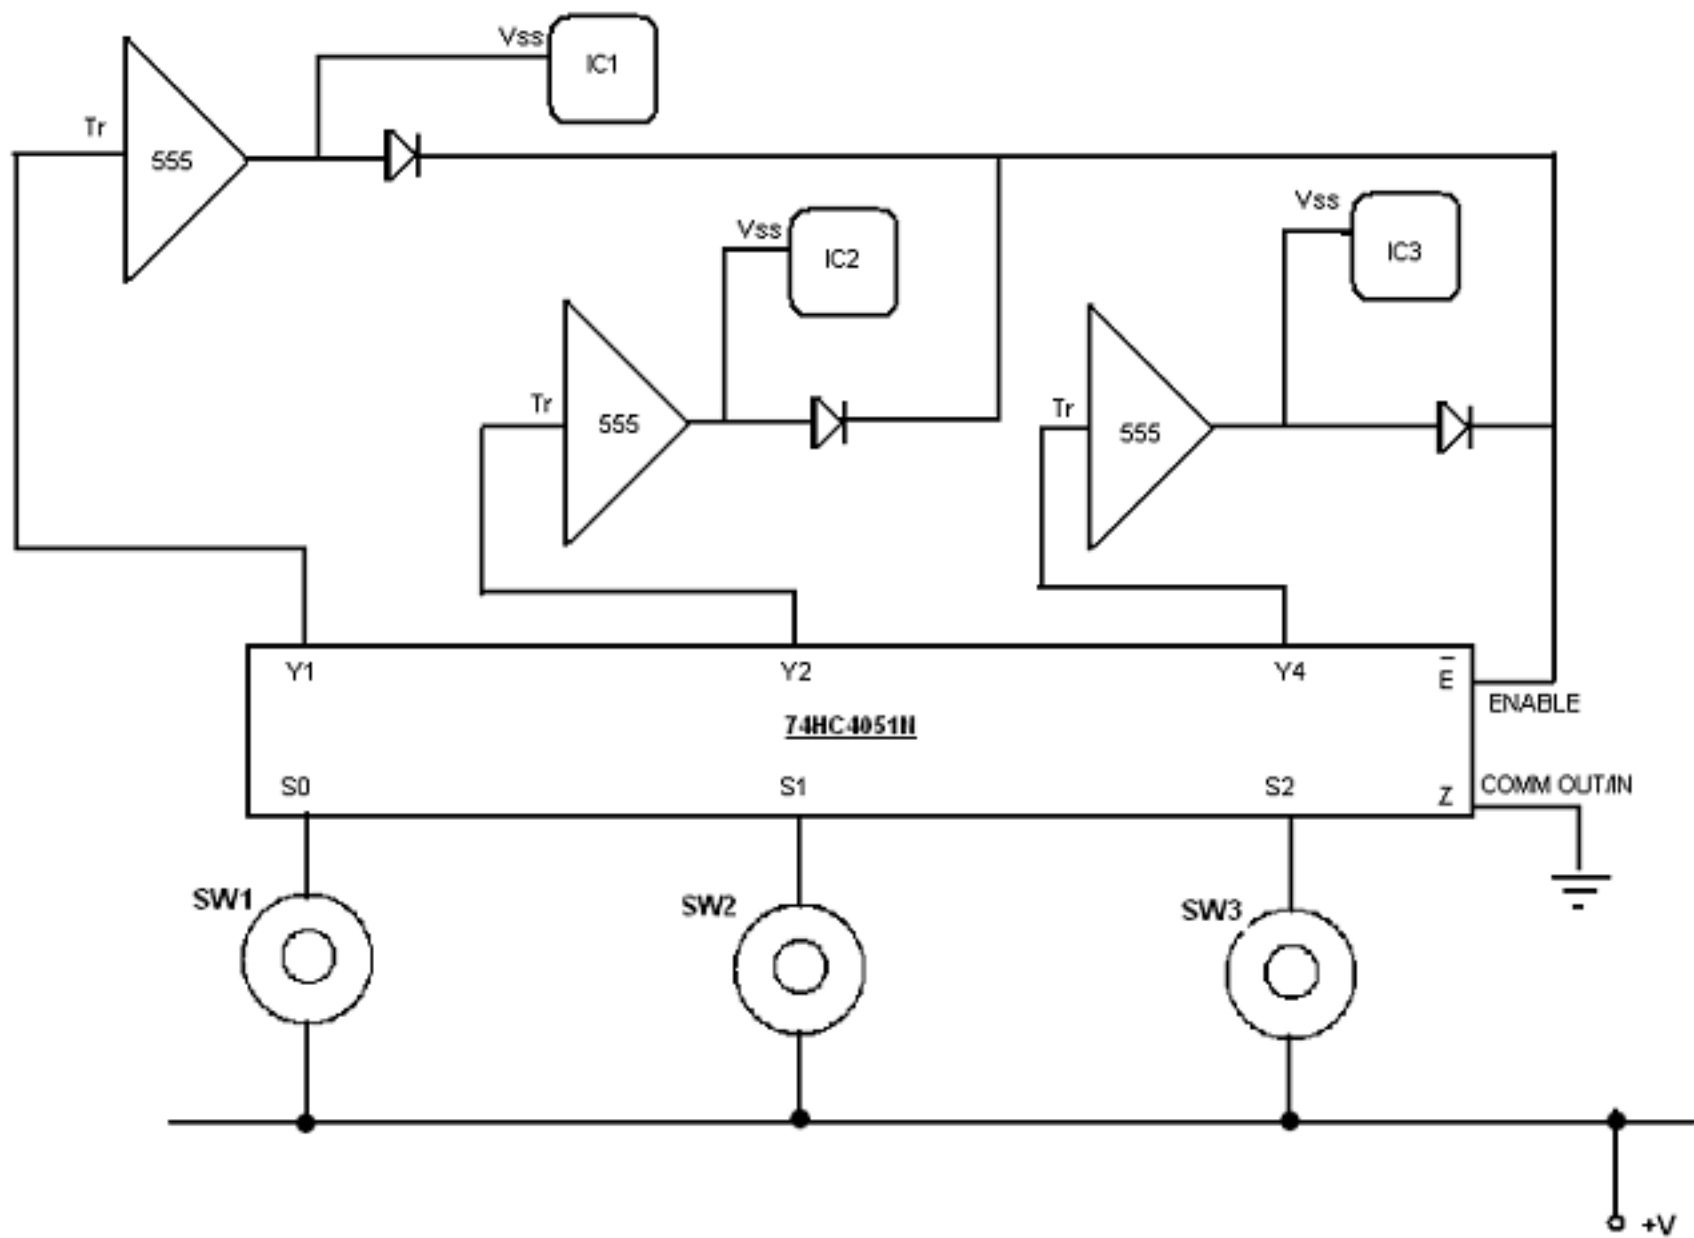 Vss
IC1
Tr
555
Vss
IC2
Vss
IC3
Tr
555
Tr
555
Y1
Y2
Y4
E
ENABLE
74HC4051N
S0
S1
S2
Z
COMM OUT/IN
SW1
SW2
SW3
+V